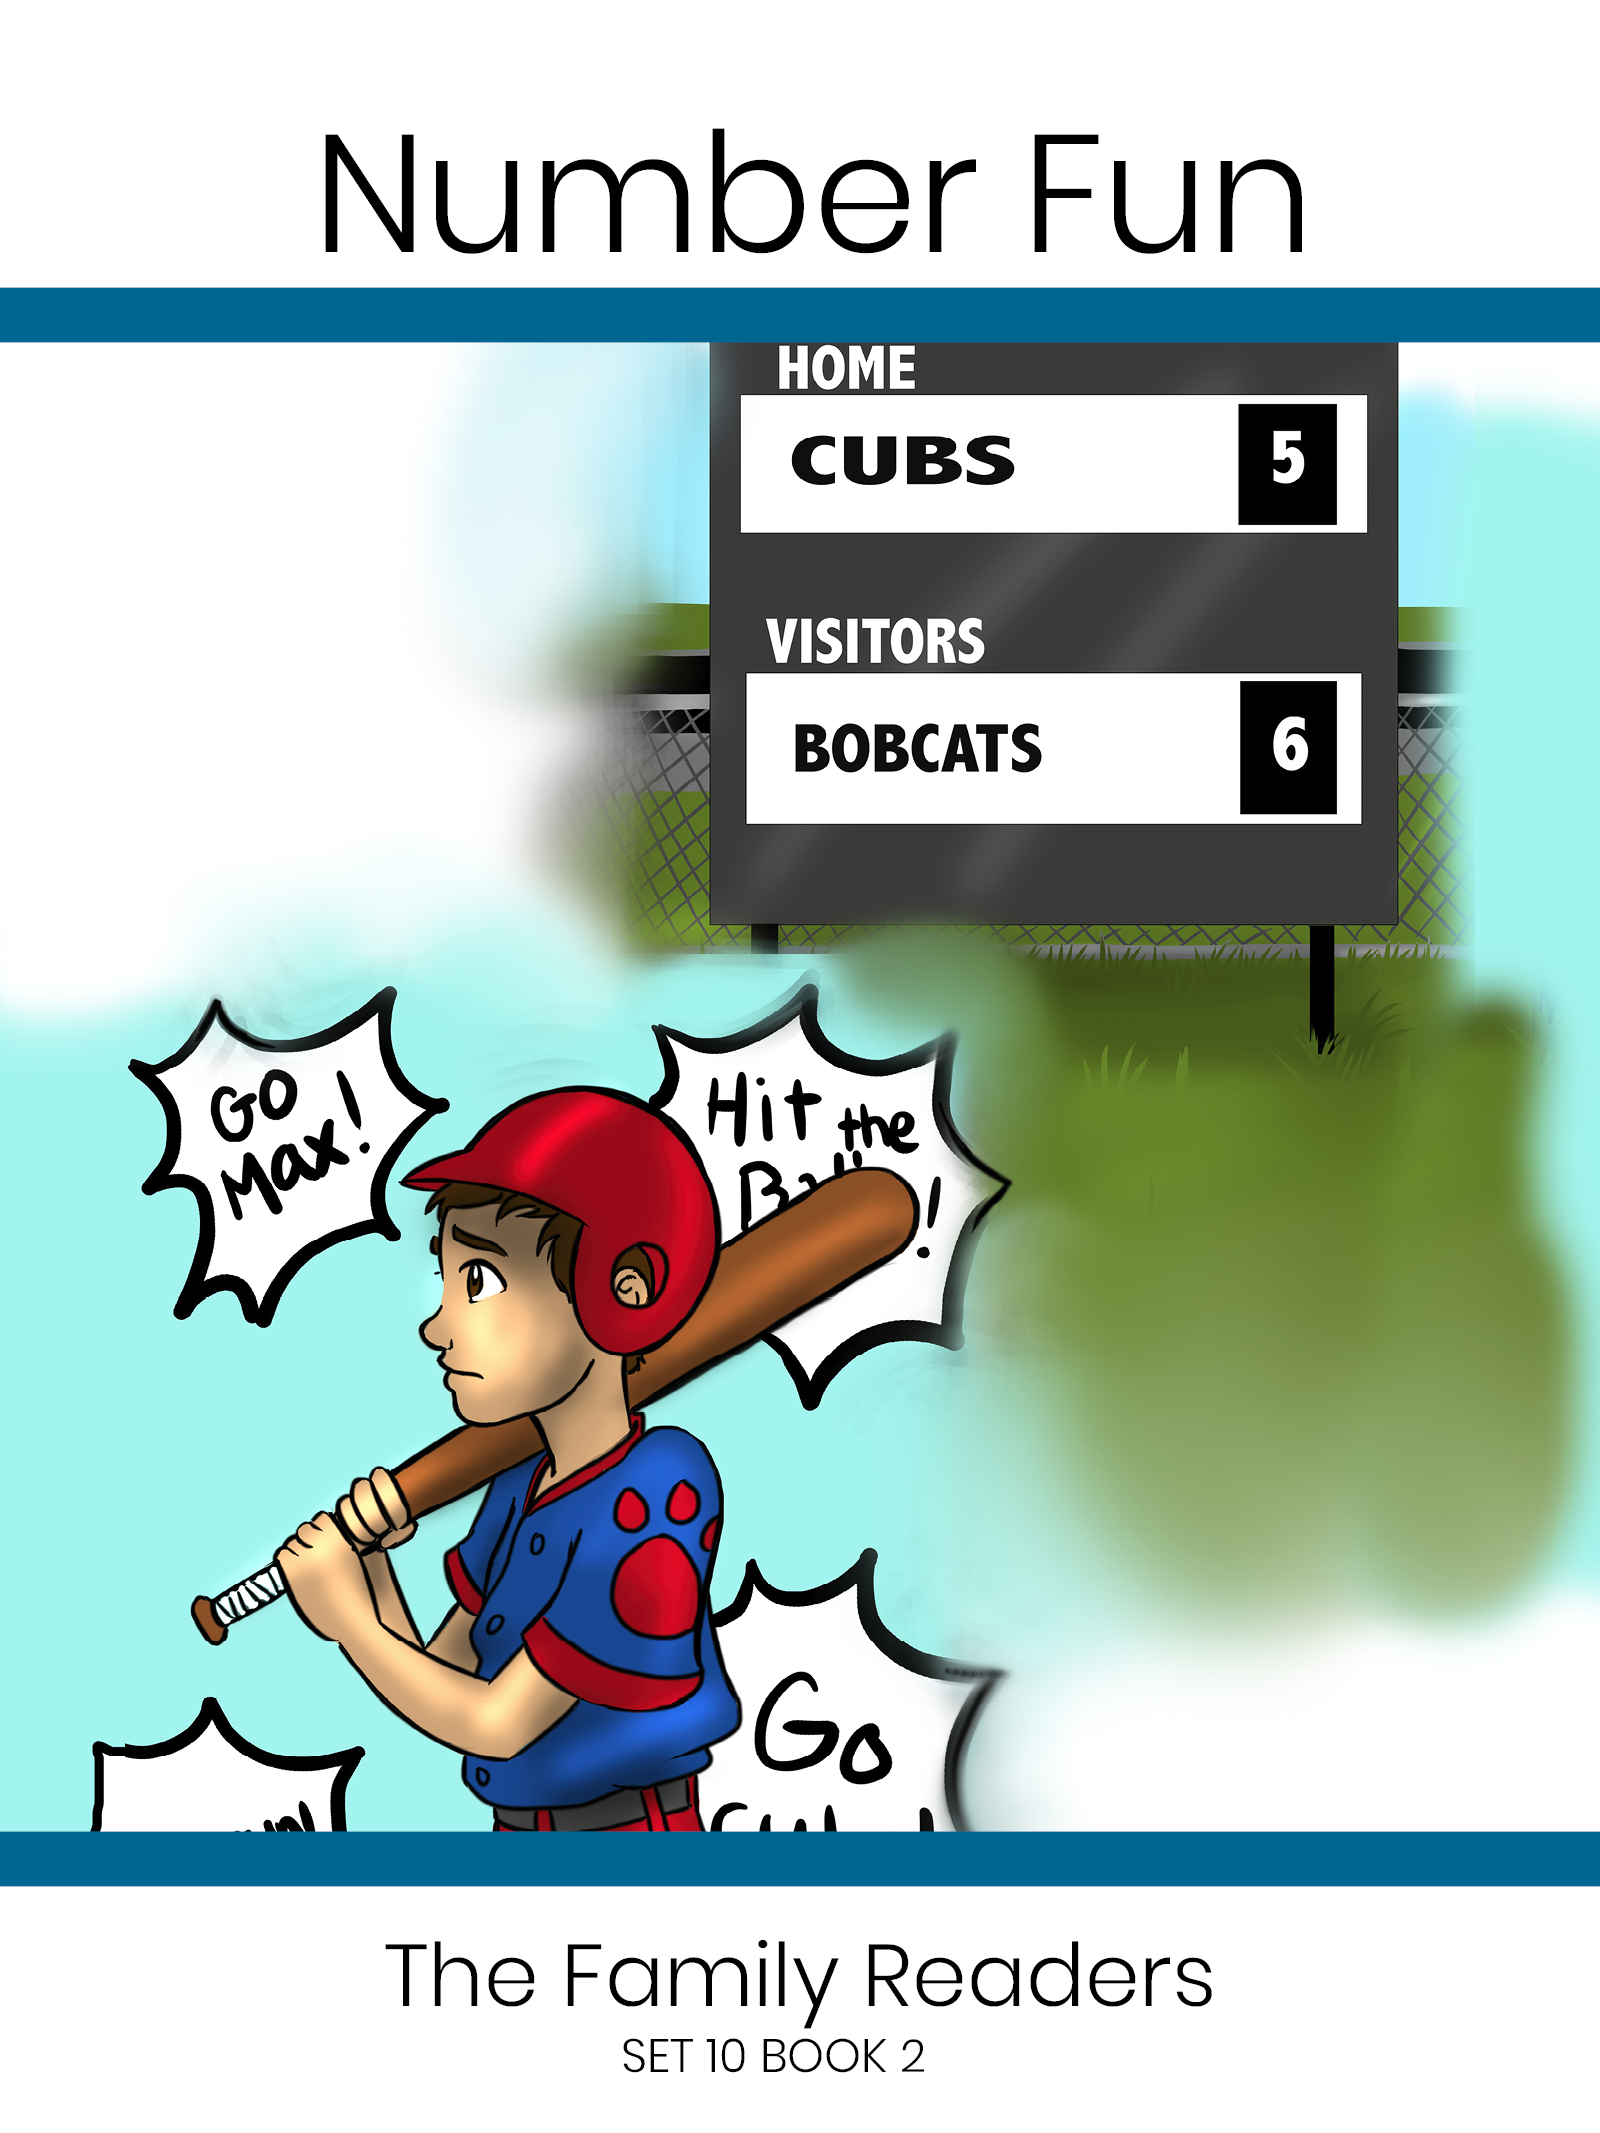 Number Fun
HOME
CUBS 5
VISITORS
BOBCATS 6
GO
Max!
Hit the
!
Go
The Family Readers
SET 10 BOOK 2